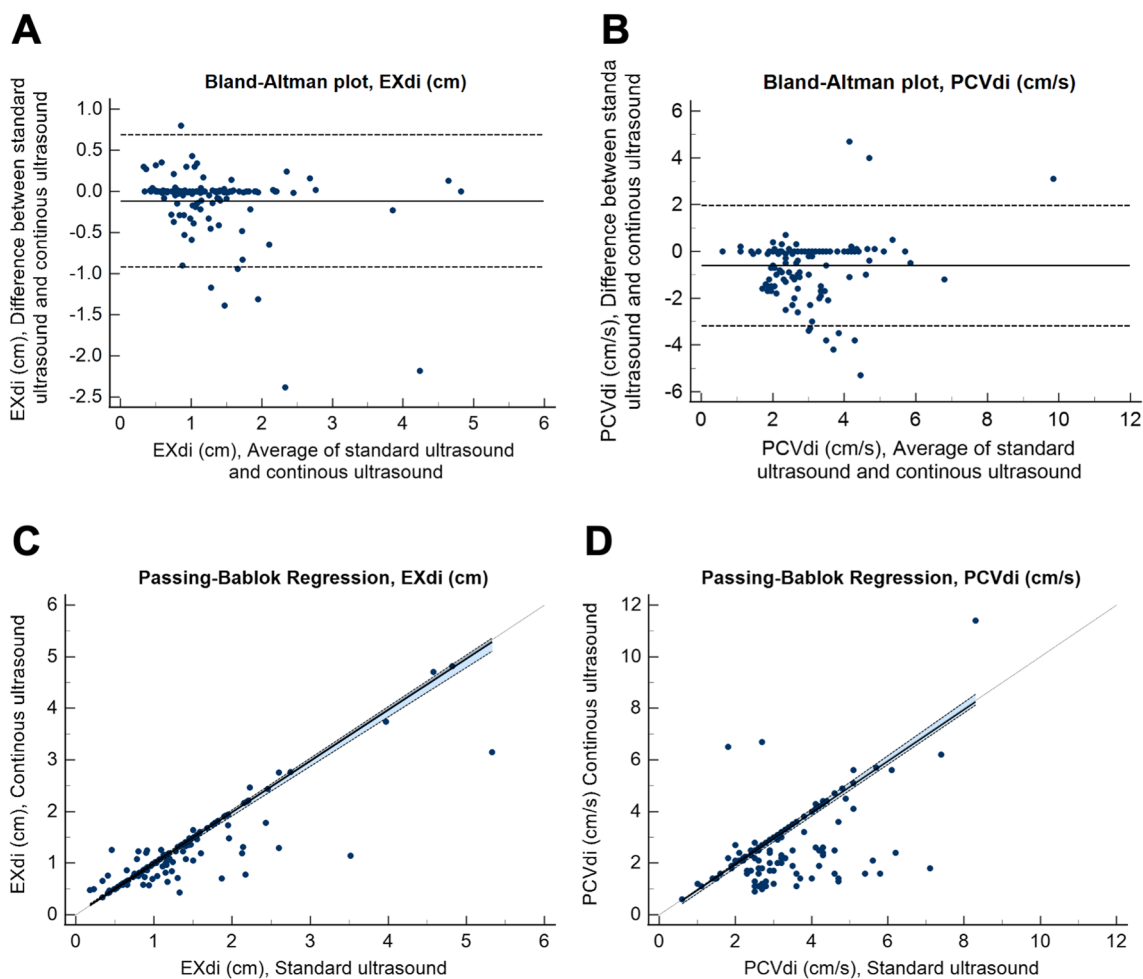 A
Bland-Altman plot, EXdi (cm)
EXdi (cm), Difference between standard
ultrasound and continous ultrasound
1.0
0.5
0.0
-0.5
-1.0
-1.5
-2.0
-2.5
0 1 2 3 4 5 6
EXdi (cm), Average of standard ultrasound
and continous ultrasound
B
Bland-Altman plot, PCVdi (cm/s)
PCVdi (cm/s), Difference between standa
ultrasound and continous ultrasound
6
4
2
0
-2
-4
-6
0 2 4 6 8 10 12
PCVdi (cm/s), Average of standard
ultrasound and continous ultrasound
C
Passing-Bablok Regression, EXdi (cm)
EXdi (cm), Continous ultrasound
6
5
4
3
2
1
0
0 1 2 3 4 5 6
EXdi (cm), Standard ultrasound
D
Passing-Bablok Regression, PCVdi (cm/s)
PCVdi (cm/s) Continous ultrasound
12
10
8
6
4
2
0
0 2 4 6 8 10 12
PCVdi (cm/s), Standard ultrasound